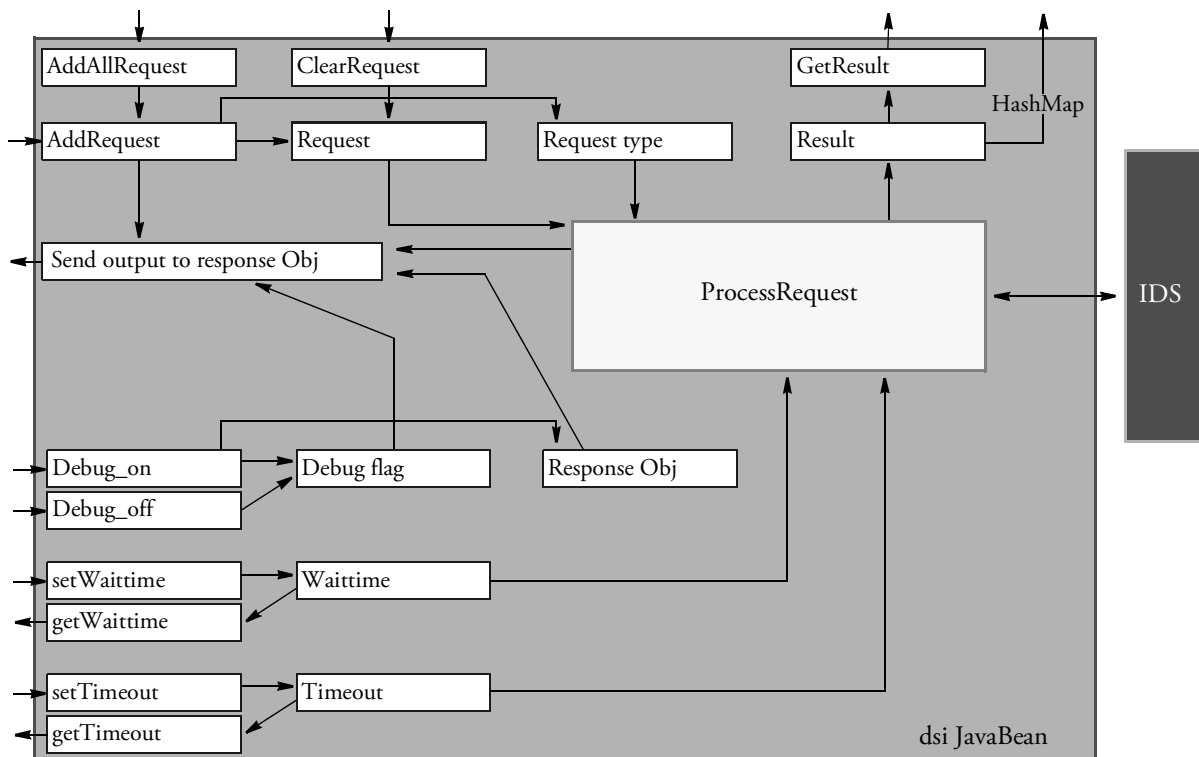 AddAllRequest
ClearRequest
GetResult
HashMap
AddRequest
Request
Request type
Result
Send output to response Obj
ProcessRequest
IDS
Debug_on
Debug flag
Response Obj
Debug_off
setWaittime
Waittime
getWaittime
setTimeout
Timeout
getTimeout
dsi JavaBean